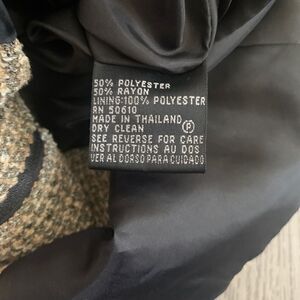 50% POLYESTER
50% RAYON
LINING:100% POLYESTER
RN 50610
MADE IN THAILAND
DRY CLEAN Ⓟ
SEE REVERSE FOR CARE
INSTRUCTIONS AU DOS
VER AL DORSO PARA CUIDADO